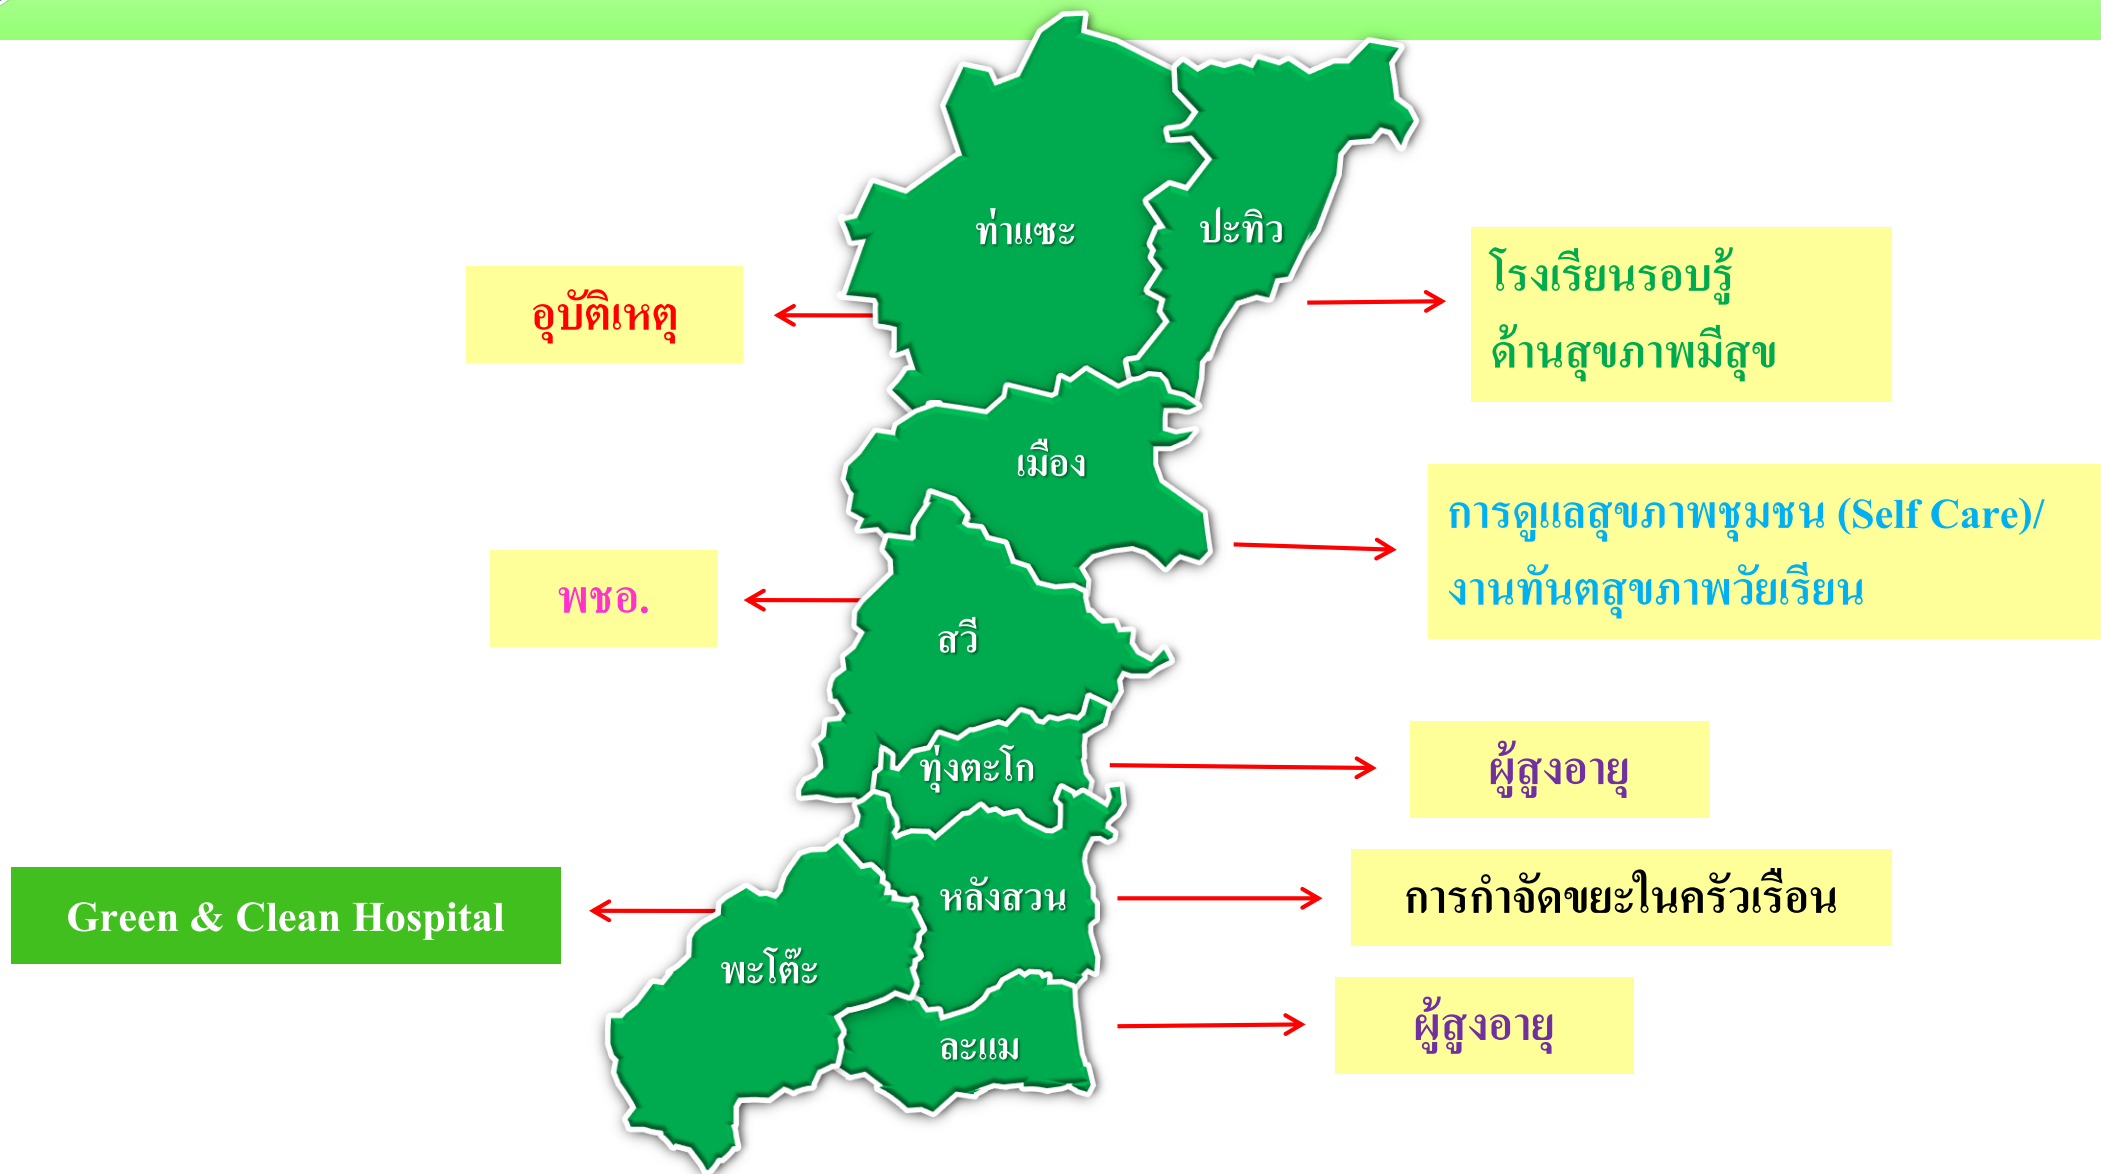 ท่าแซะ
ปะทิว
อุบัติเหตุ
โรงเรียนรอบรู้
ด้านสุขภาพมีสุข
เมือง
การดูแลสุขภาพชุมชน (Self Care)/
งานทันตสุขภาพวัยเรียน
พชอ.
สวี
ทุ่งตะโก
ผู้สูงอายุ
หลังสวน
การกำจัดขยะในครัวเรือน
Green & Clean Hospital
พะโต๊ะ
ละแม
ผู้สูงอายุ